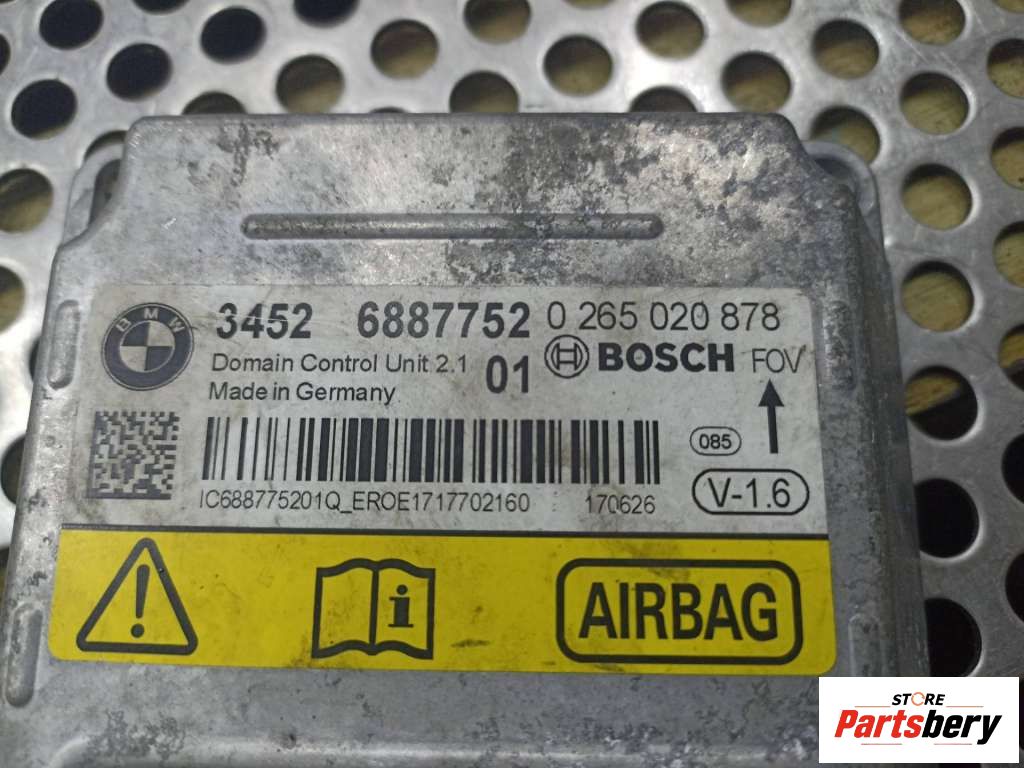 BMW
3452 6887752 0 265 020 878
Domain Control Unit 2.1 01 BOSCH FOV
Made in Germany
085
IC688775201Q_EROE1717702160 170626 V-1.6
i
AIRBAG
STORE
Partsbery